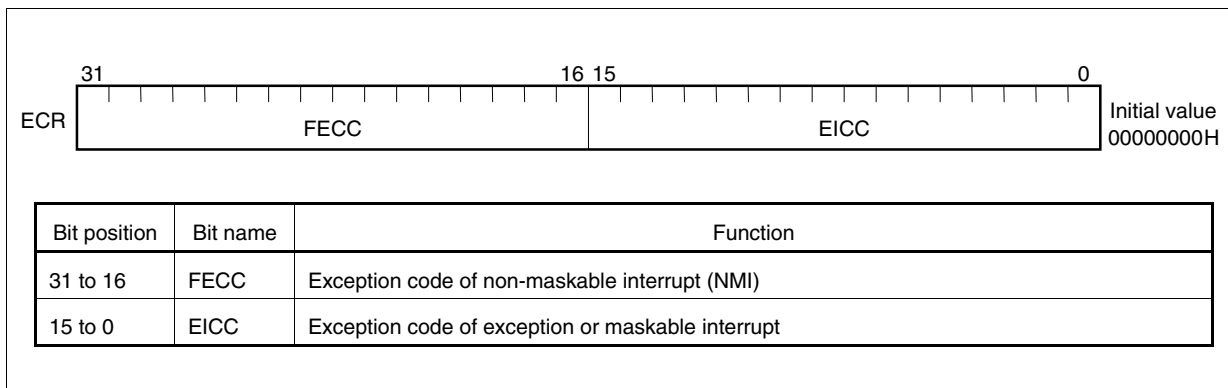 31 16 15 0
ECR FECC EICC Initial value
00000000H
Bit position Bit name Function
31 to 16 FECC Exception code of non-maskable interrupt (NMI)
15 to 0 EICC Exception code of exception or maskable interrupt